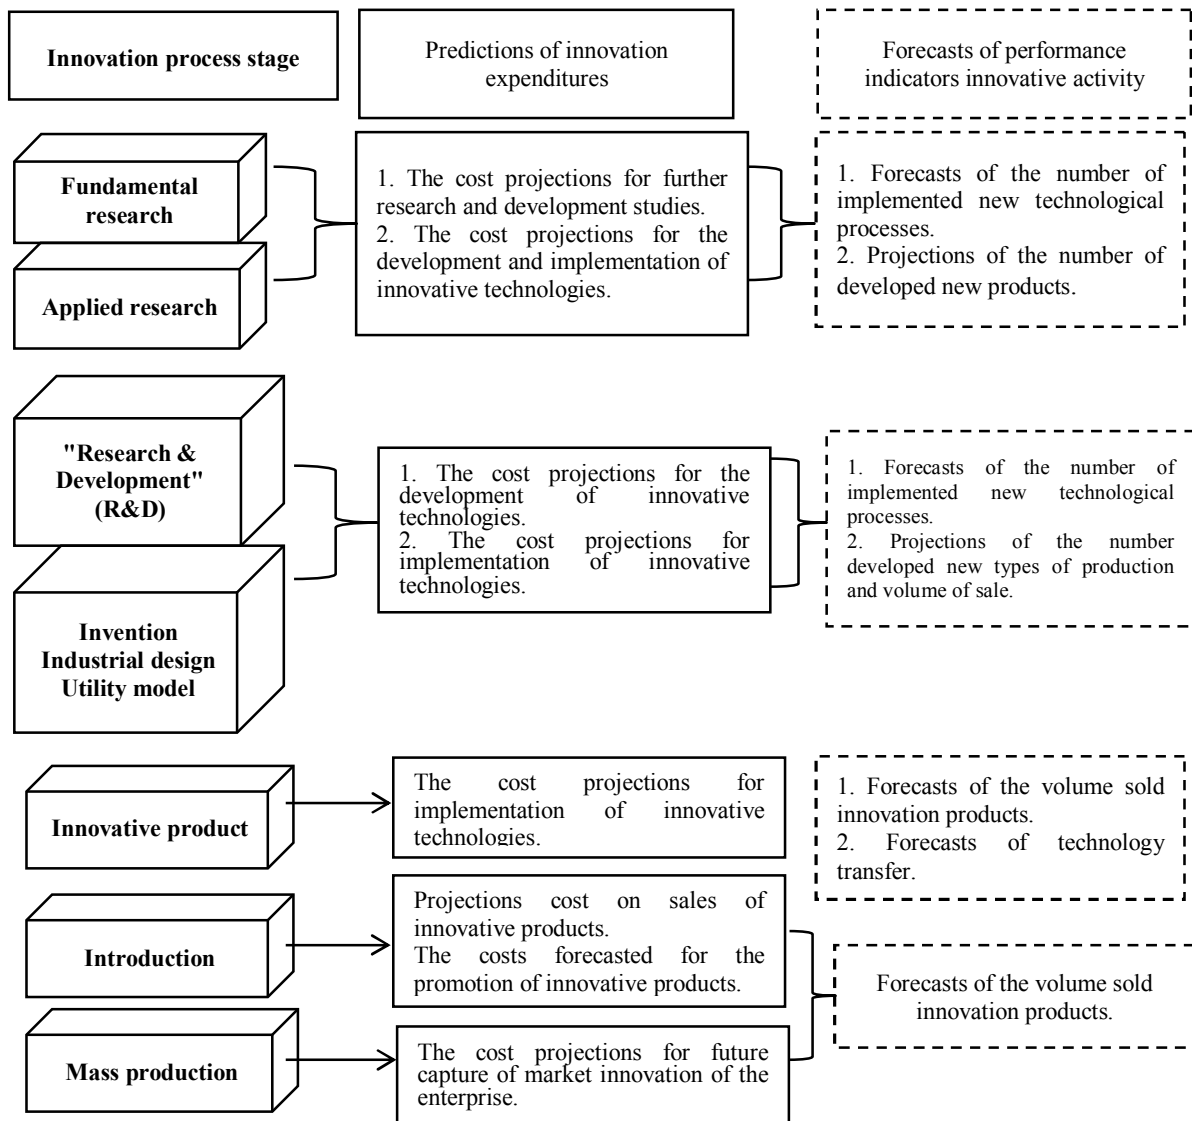 Innovation process stage
Predictions of innovation
expenditures
Forecasts of performance
indicators innovative activity
Fundamental
research
Applied research
1. The cost projections for further
research and development studies.
2. The cost projections for the
development and implementation of
innovative technologies.
1. Forecasts of the number of
implemented new technological
processes.
2. Projections of the number of
developed new products.
"Research &
Development"
(R&D)
Invention
Industrial design
Utility model
1. The cost projections for the
development of innovative
technologies.
2. The cost projections for
implementation of innovative
technologies.
1. Forecasts of the number of
implemented new technological
processes.
2. Projections of the number
developed new types of production
and volume of sale.
Innovative product
The cost projections for
implementation of innovative
technologies.
1. Forecasts of the volume sold
innovation products.
2. Forecasts of technology
transfer.
Introduction
Projections cost on sales of
innovative products.
The costs forecasted for the
promotion of innovative products.
Mass production
The cost projections for future
capture of market innovation of the
enterprise.
Forecasts of the volume sold
innovation products.